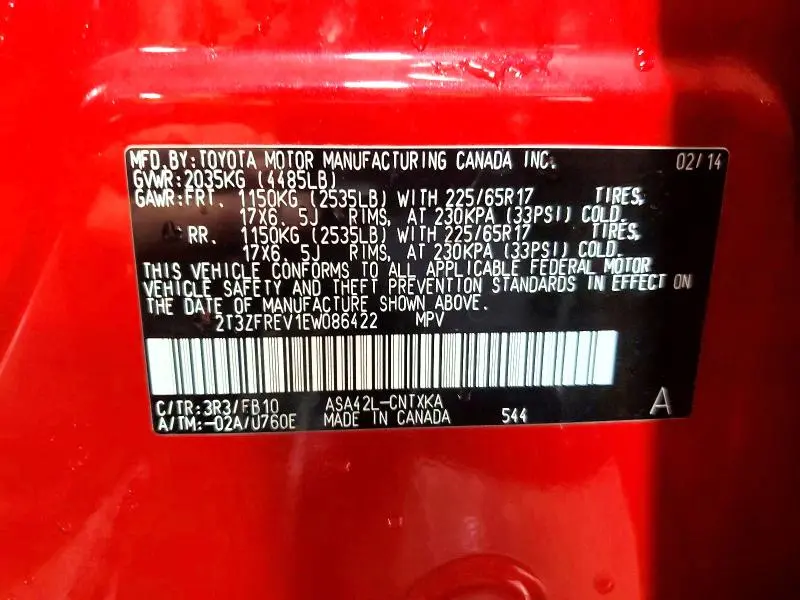 MFD.BY:TOYOTA MOTOR MANUFACTURING CANADA INC. 02/14
GVWR:2035KG (4485LB)
GAWR:FRT. 1150KG (2535LB) WITH 225/65R17 TIRES,
17X6. 5J RIMS, AT 230KPA (33PSI) COLD.
RR. 1150KG (2535LB) WITH 225/65R17 TIRES,
17X6. 5J RIMS, AT 230KPA (33PSI) COLD.
THIS VEHICLE CONFORMS TO ALL APPLICABLE FEDERAL MOTOR
VEHICLE SAFETY AND THEFT PREVENTION STANDARDS IN EFFECT ON
THE DATE OF MANUFACTURE SHOWN ABOVE.
2T3ZFREV1EW086422 MPV
C/TR:3R3/FB10 ASA42L-CNTXKA A
A/TM:-02A/U760E MADE IN CANADA 544